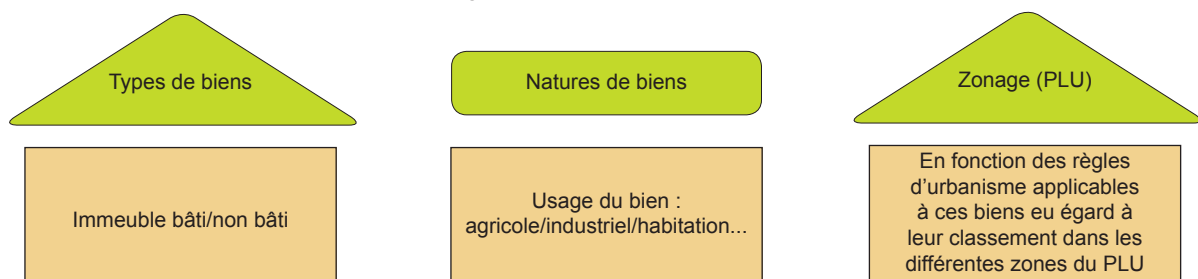 Types de biens
Immeuble bâti/non bâti
Natures de biens
Usage du bien :
agricole/industriel/habitation...
Zonage (PLU)
En fonction des règles
d'urbanisme applicables
à ces biens eu égard à
leur classement dans les
différentes zones du PLU